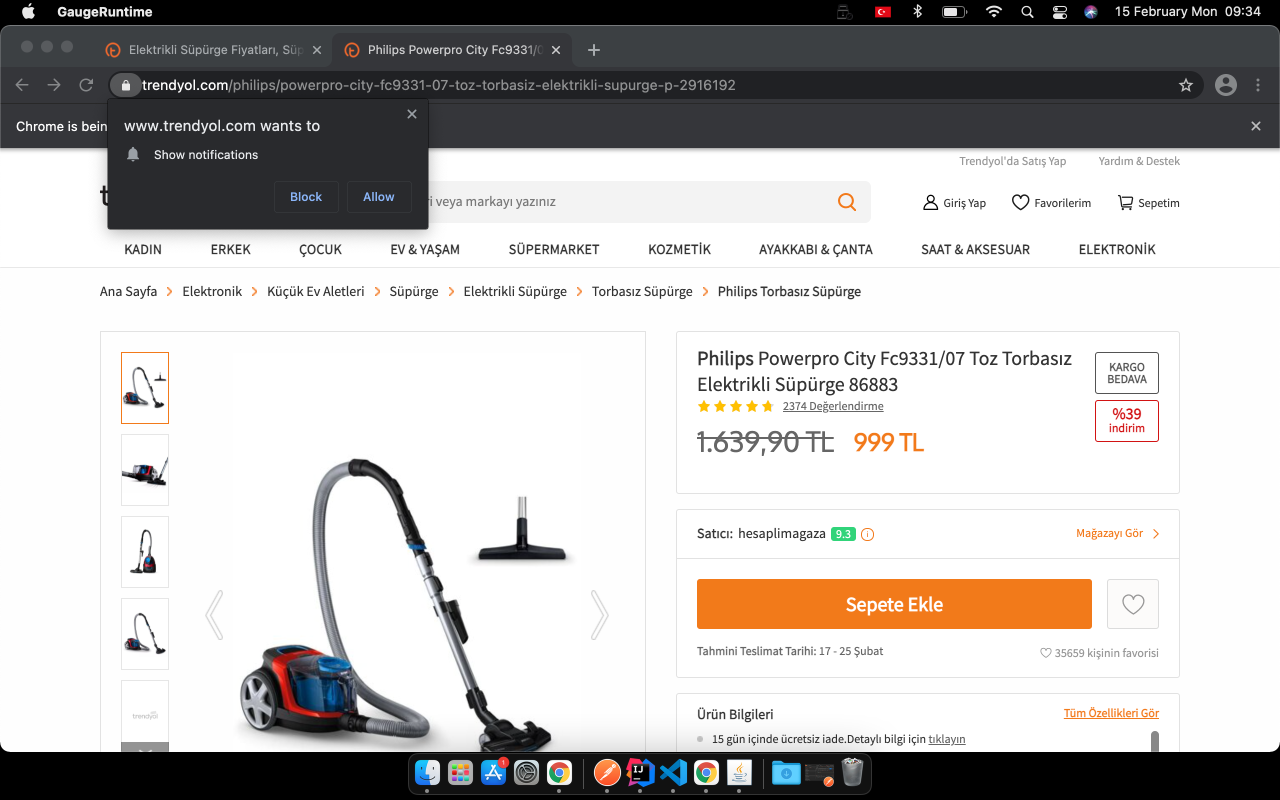 GaugeRuntime
15 February Mon 09:34
Elektrikli Süpürge Fiyatları, Süp
Philips Powerpro City Fc9331/0
trendyol.com/philips/powerpro-city-fc9331-07-toz-torbasiz-elektrikli-supurge-p-2916192
Chrome is bein
www.trendyol.com wants to
Show notifications
Block
Allow
Trendyol'da Satış Yap
Yardım & Destek
veya markayı yazınız
Giriş Yap
Favorilerim
Sepetim
KADIN
ERKEK
ÇOCUK
EV & YAŞAM
SÜPERMARKET
KOZMETİK
AYAKKABI & ÇANTA
SAAT & AKSESUAR
ELEKTRONİK
Ana Sayfa
Elektronik
Küçük Ev Aletleri
Süpürge
Elektrikli Süpürge
Torbasız Süpürge
Philips Torbasız Süpürge
Philips Powerpro City Fc9331/07 Toz Torbasız
Elektrikli Süpürge 86883
KARGO
BEDAVA
2374 Değerlendirme
%39
indirim
1.639,90 TL 999 TL
Satıcı: hesaplimagaza 9.3
Mağazayı Gör
Sepete Ekle
Tahmini Teslimat Tarihi: 17 - 25 Şubat
35659 kişinin favorisi
trendyol
Ürün Bilgileri
Tüm Özellikleri Gör
15 gün içinde ücretsiz iade.Detaylı bilgi için tıklayın
1
IJ